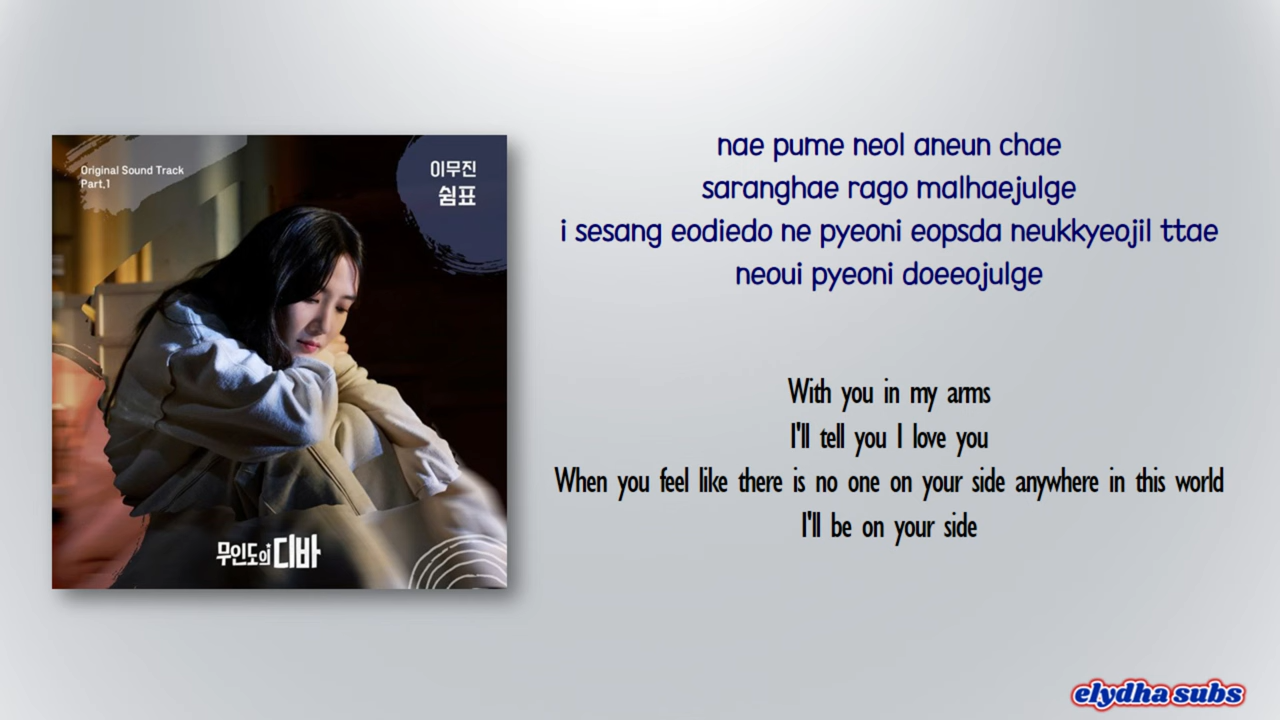 Original Sound Track
Part.1
이무진
쉼표
무인도의 디바
nae pume neol aneun chae
saranghae rago malhaejulge
i sesang eodiedo ne pyeoni eopsda neukkyeojil ttae
neoui pyeoni doeeojulge
With you in my arms
I'll tell you I love you
When you feel like there is no one on your side anywhere in this world
I'll be on your side
elydha subs